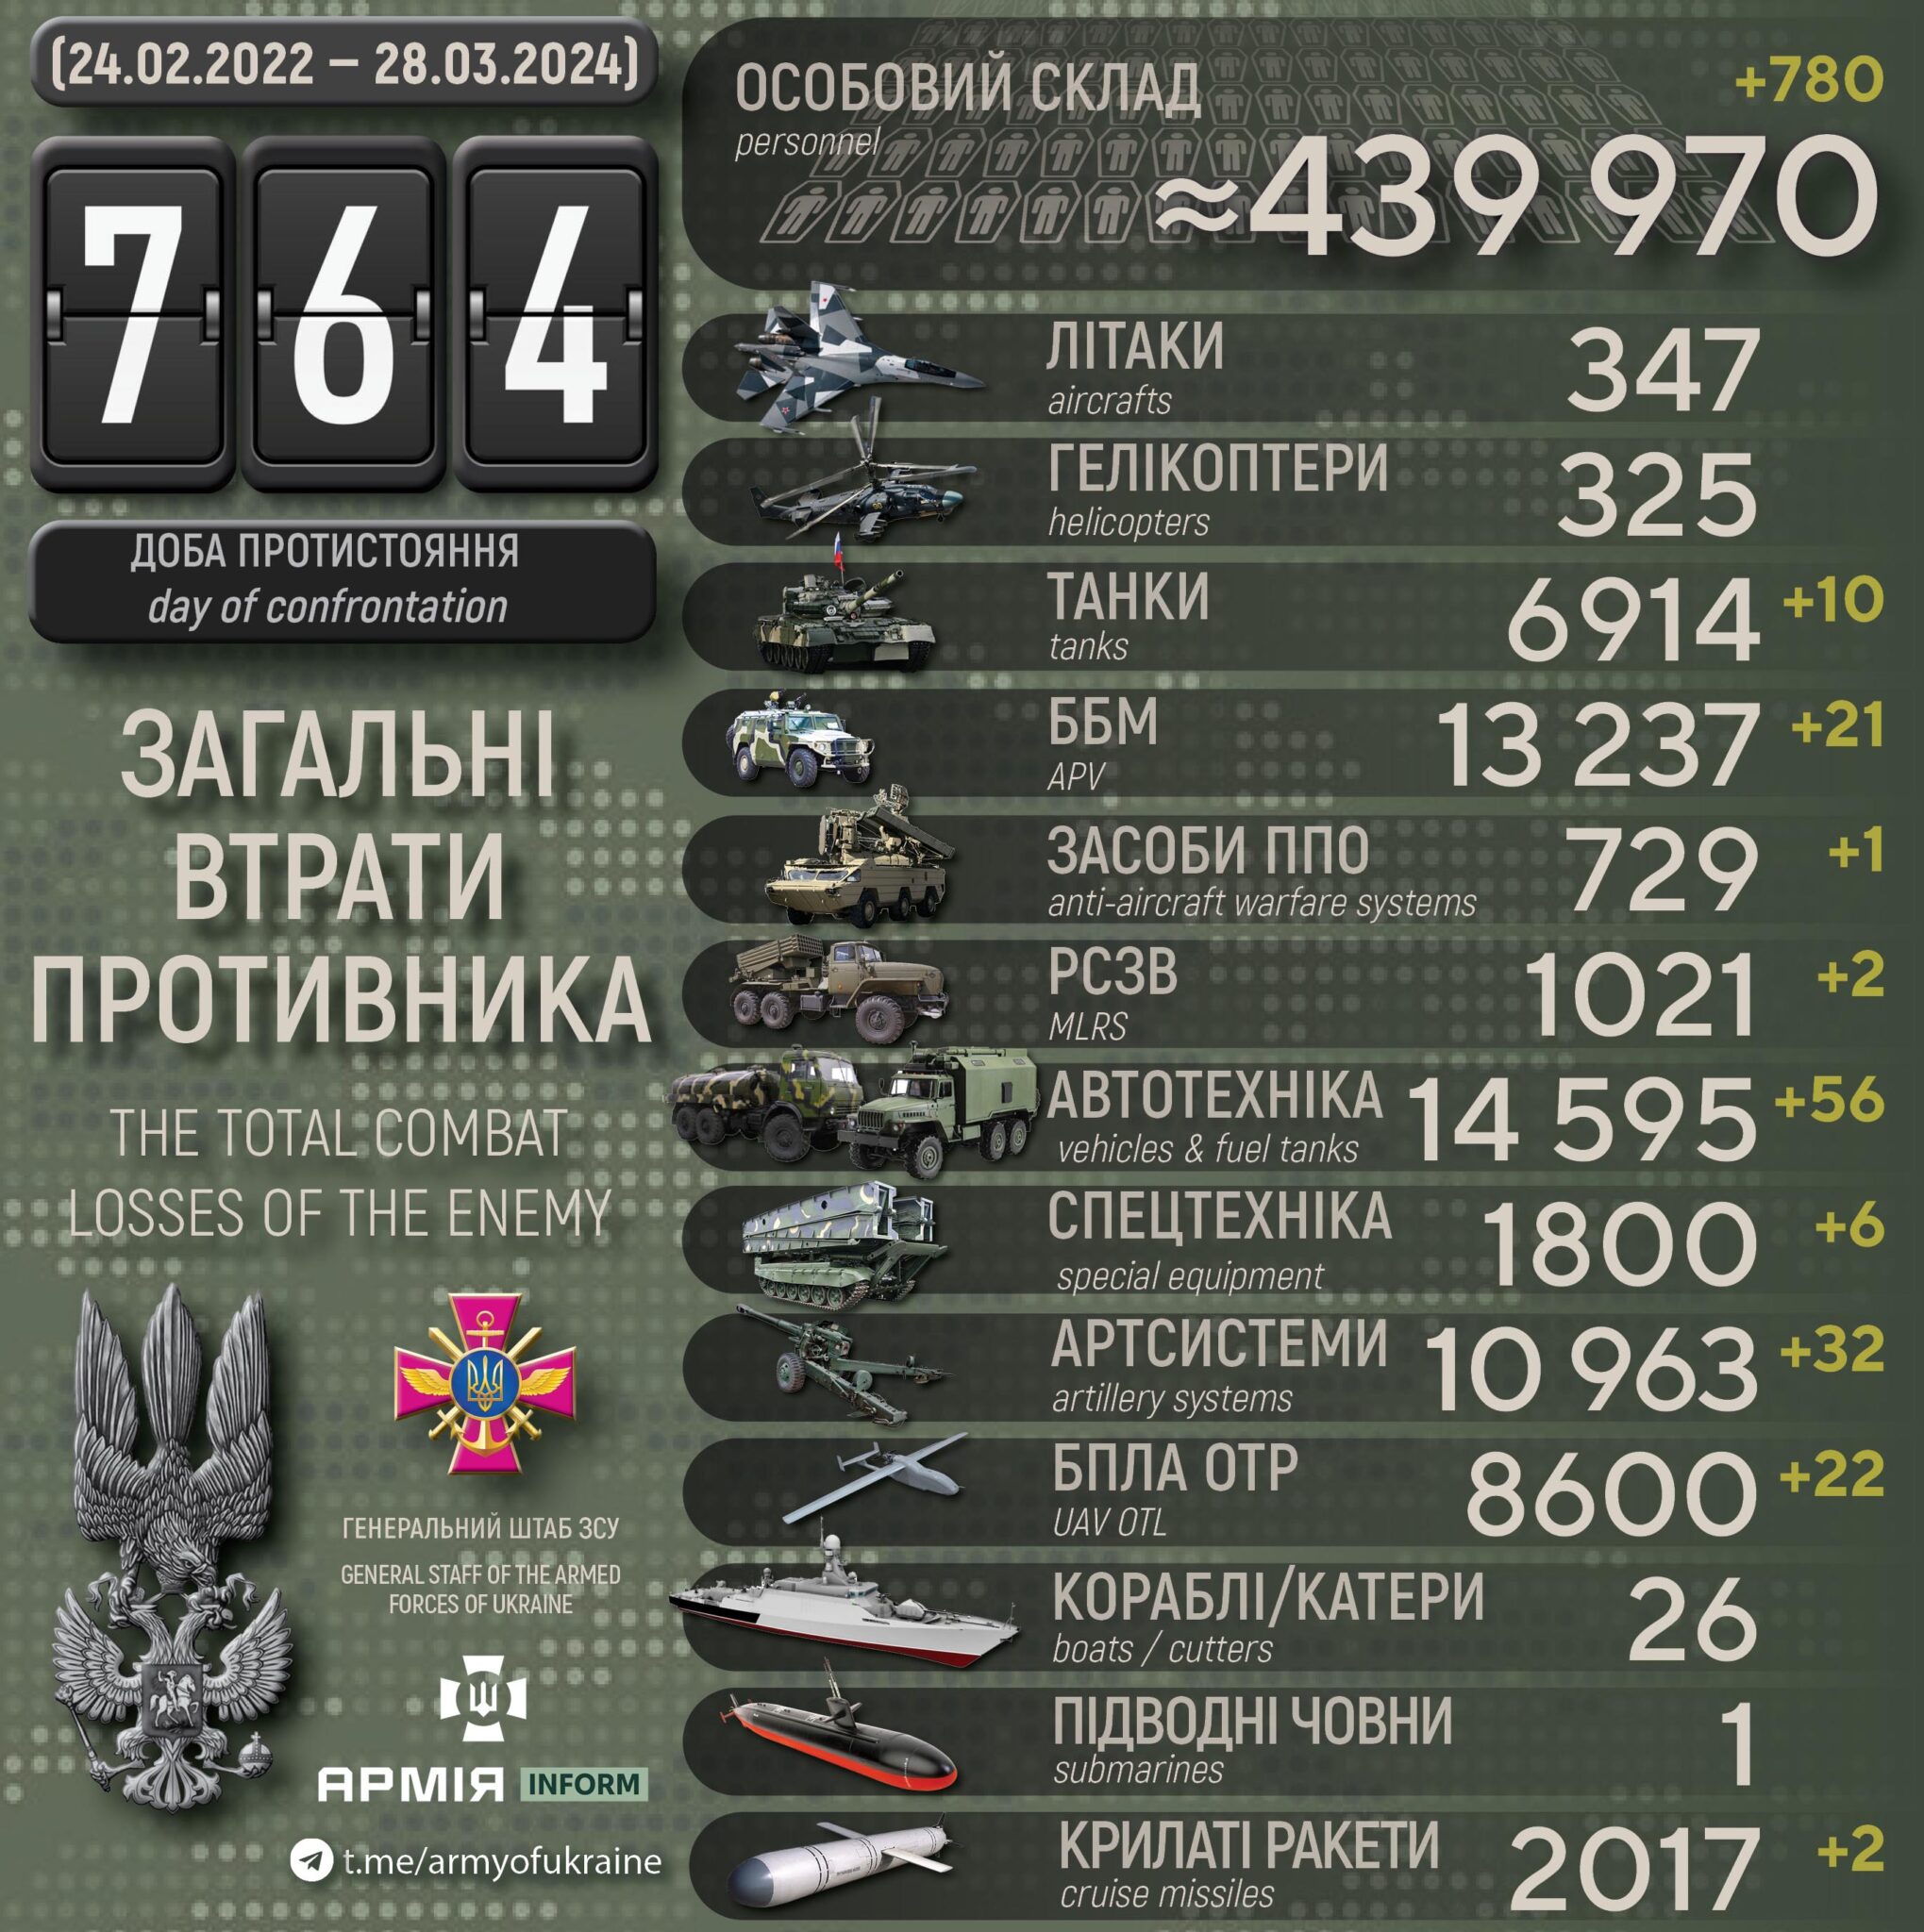 (24.02.2022 – 28.03.2024)
764
ДОБА ПРОТИСТОЯННЯ
day of confrontation
ЗАГАЛЬНІ
ВТРАТИ
ПРОТИВНИКА
THE TOTAL COMBAT
LOSSES OF THE ENEMY
ГЕНЕРАЛЬНИЙ ШТАБ ЗСУ
GENERAL STAFF OF THE ARMED
FORCES OF UKRAINE
АРМІЯ INFORM
t.me/armyofukraine
ОСОБОВИЙ СКЛАД +780
personnel
≈439 970
ЛІТАКИ 347
aircrafts
ГЕЛІКОПТЕРИ 325
helicopters
ТАНКИ 6914 +10
tanks
ББМ 13 237 +21
APV
ЗАСОБИ ППО 729 +1
anti-aircraft warfare systems
РСЗВ 1021 +2
MLRS
АВТОТЕХНІКА 14 595 +56
vehicles & fuel tanks
СПЕЦТЕХНІКА 1800 +6
special equipment
АРТСИСТЕМИ 10 963 +32
artillery systems
БПЛА ОТР 8600 +22
UAV OTL
КОРАБЛІ/КАТЕРИ 26
boats / cutters
ПІДВОДНІ ЧОВНИ 1
submarines
КРИЛАТІ РАКЕТИ 2017 +2
cruise missiles